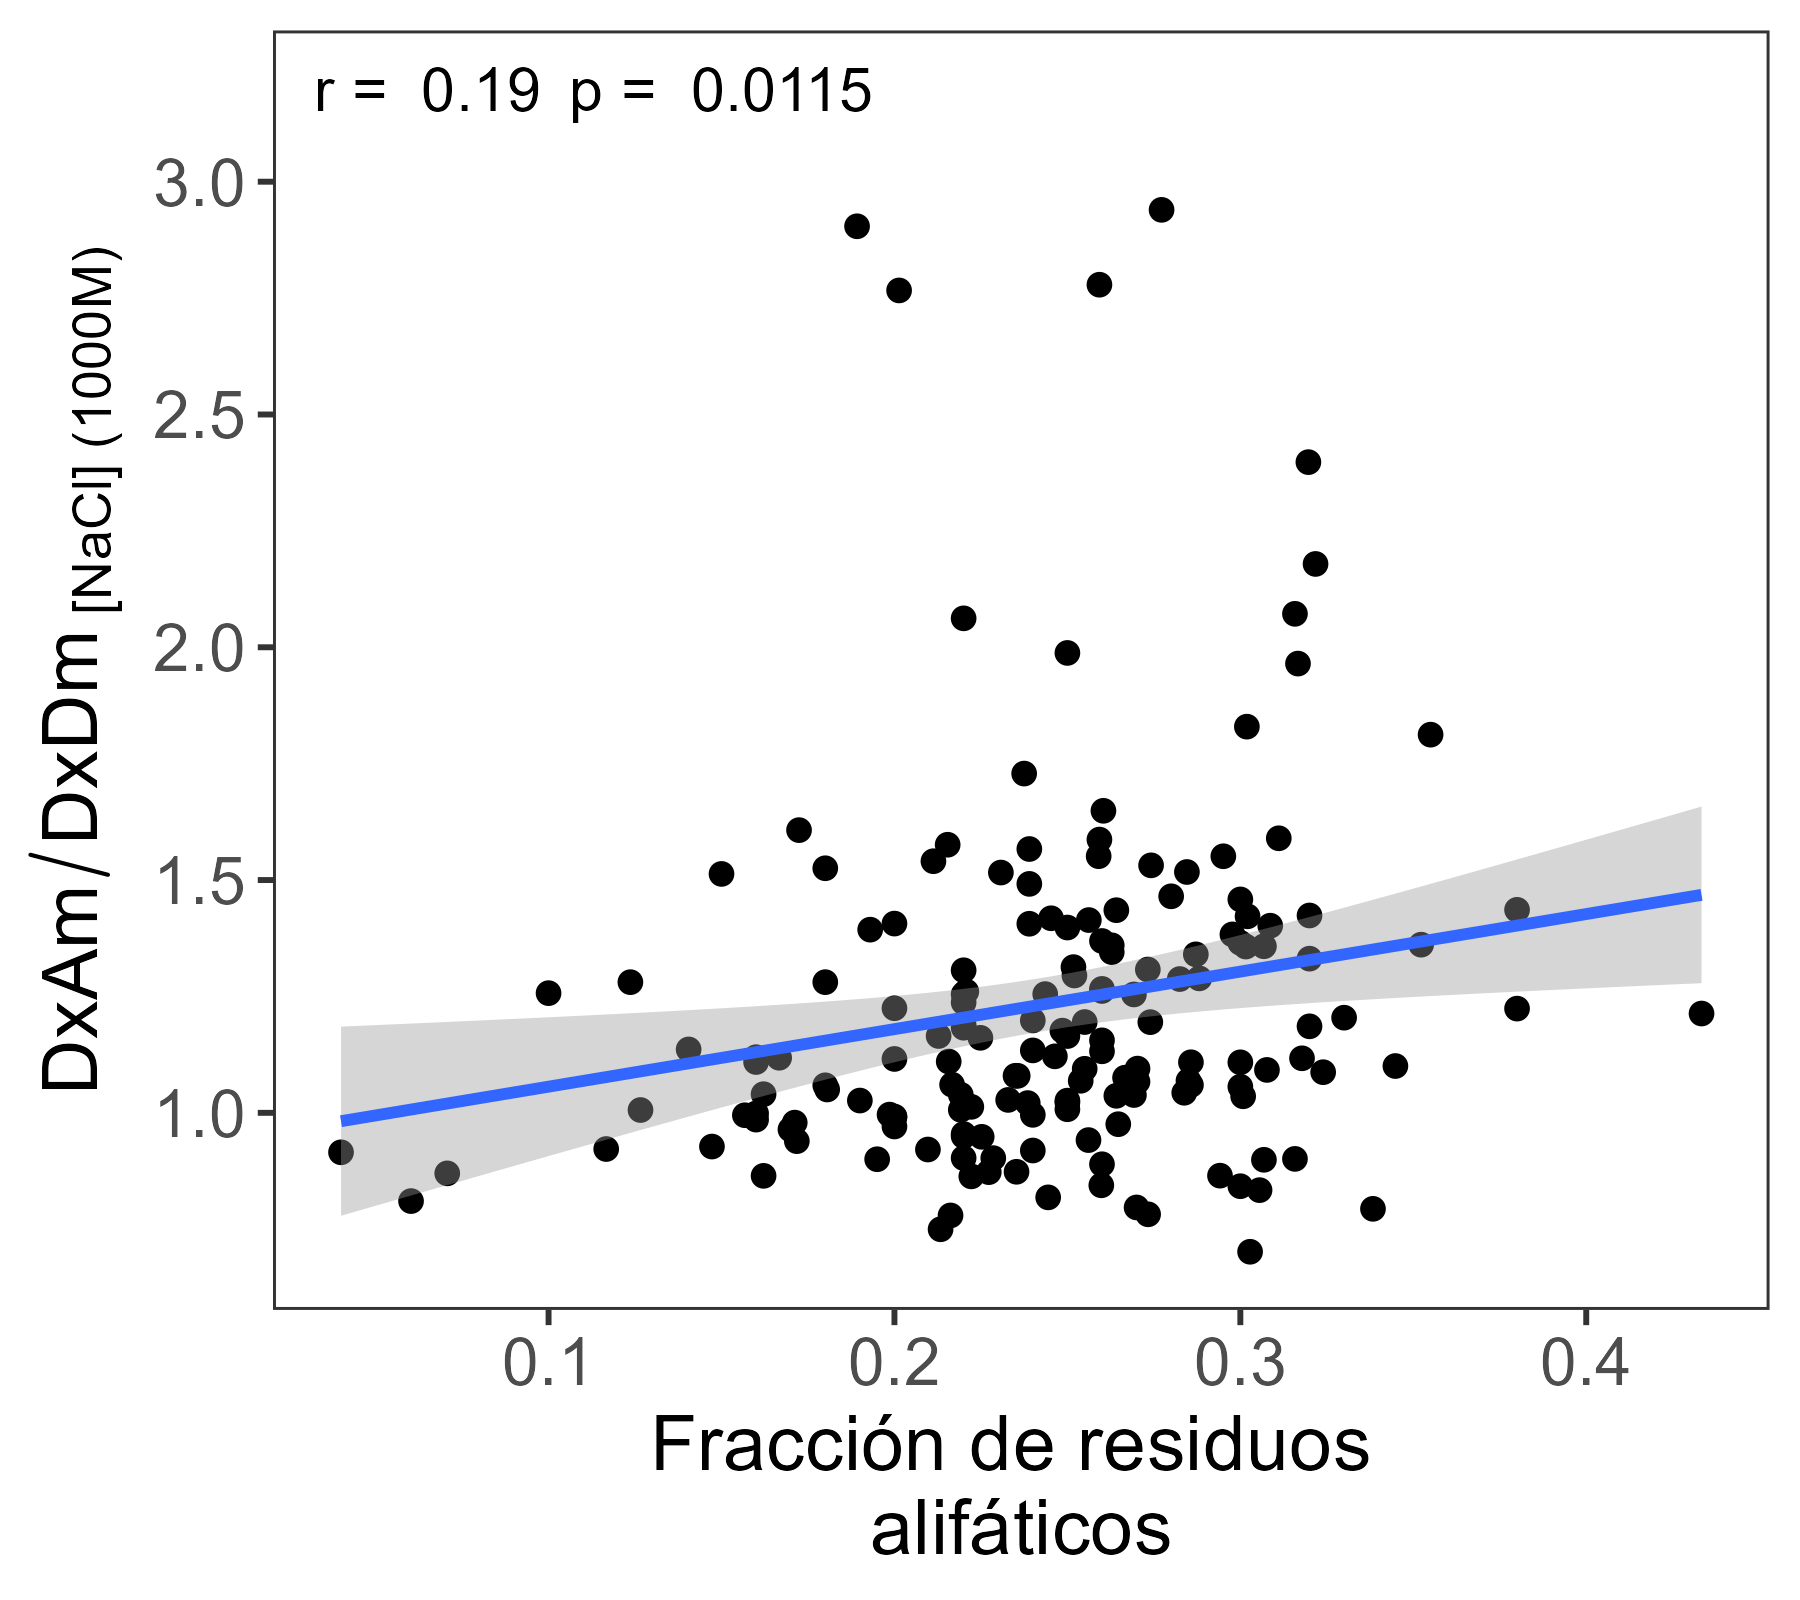 r = 0.19 p = 0.0115
3.0
2.5
2.0
1.5
1.0
DxAm/DxDm [NaCl] (1000M)
0.1 0.2 0.3 0.4
Fracción de residuos
alifáticos